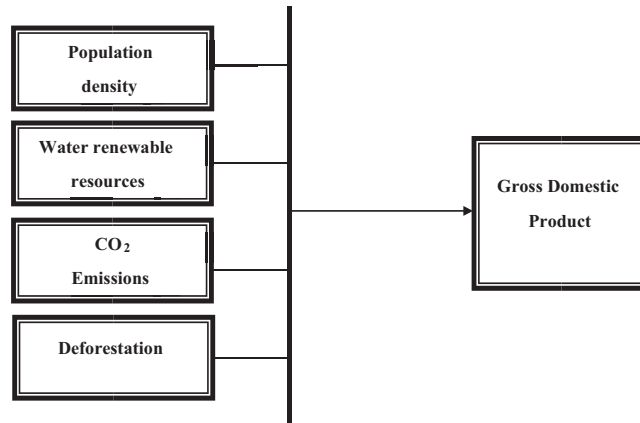 Population
density
Water renewable
resources
CO₂
Emissions
Deforestation
Gross Domestic
Product